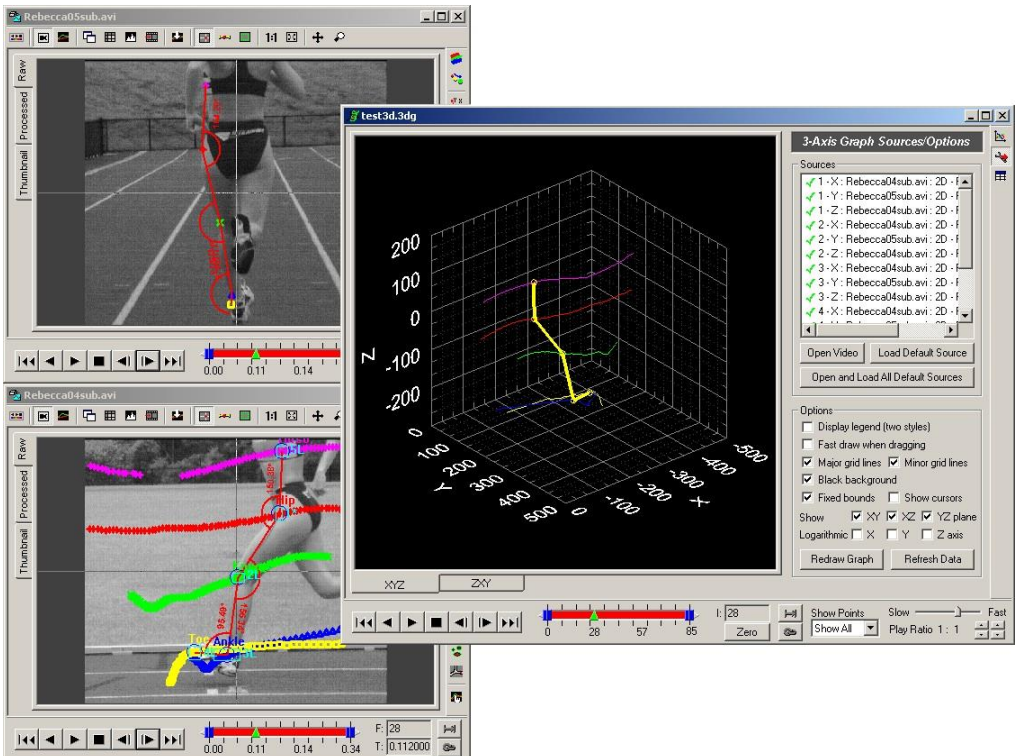 Rebecca05sub.avi
1:1
Raw
Processed
Thumbnail
0.00 0.11 0.14
Rebecca04sub.avi
1:1
Raw
Processed
Thumbnail
Hip
95.49°
Toe
Ankle
0.00 0.11 0.14 0.34
F: 28
T: 0.112000
test3d.3dg
200
100
0
-100
-200
Z
0
100
200
300
400
500
Y
0
-100
-200
-300
-400
-500
X
XYZ
ZXY
0 28 57 85
I: 28
Zero
Show Points
Show All
Slow Fast
Play Ratio 1 : 1
3-Axis Graph Sources/Options
Sources
1 - X : Rebecca04sub.avi : 2D - F
1 - Y : Rebecca05sub.avi : 2D - F
1 - Z : Rebecca04sub.avi : 2D - F
2 - X : Rebecca04sub.avi : 2D - F
2 - Y : Rebecca05sub.avi : 2D - F
2 - Z : Rebecca04sub.avi : 2D - F
3 - X : Rebecca04sub.avi : 2D - F
3 - Y : Rebecca05sub.avi : 2D - F
3 - Z : Rebecca04sub.avi : 2D - F
4 - X : Rebecca04sub.avi : 2D - F
Open Video Load Default Source
Open and Load All Default Sources
Options
Display legend (two styles)
Fast draw when dragging
Major grid lines Minor grid lines
Black background
Fixed bounds Show cursors
Show XY XZ YZ plane
Logarithmic X Y Z axis
Redraw Graph Refresh Data